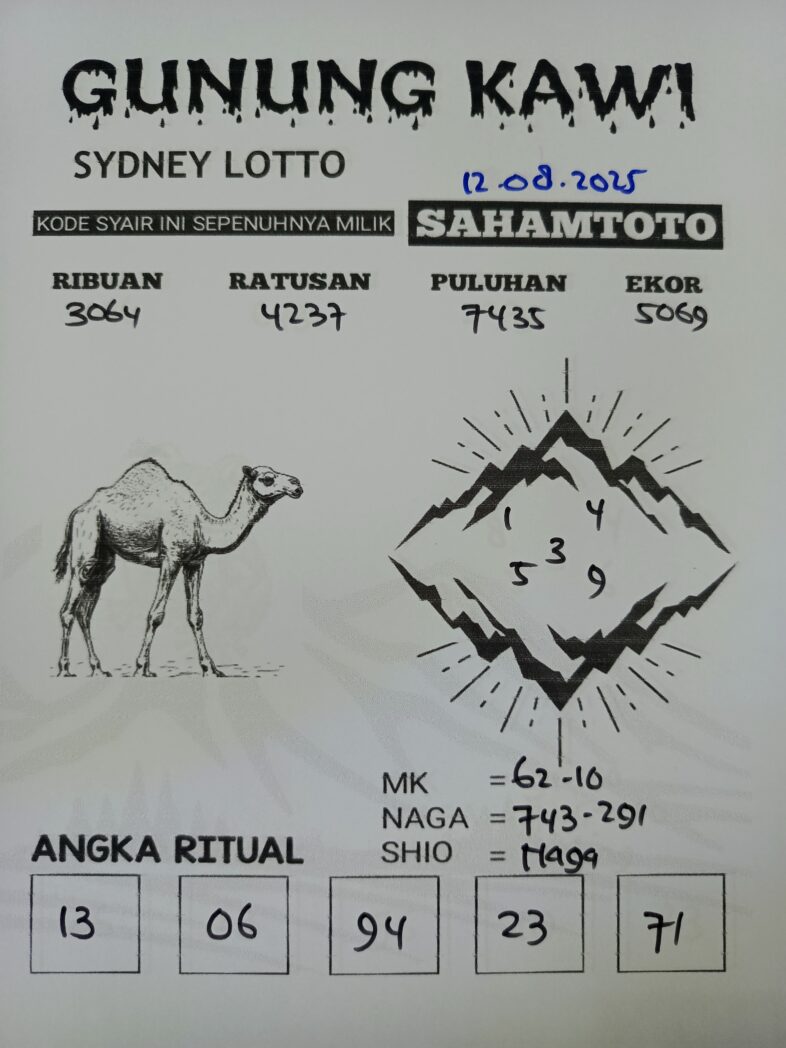 GUNUNG KAWI
SYDNEY LOTTO
12.08.2025
KODE SYAIR INI SEPENUHNYA MILIK SAHAMTOTO
RIBUAN RATUSAN PULUHAN EKOR
3064 4237 7435 5069
1 4
3
5 9
MK = 62-10
NAGA = 743-291
SHIO = Naga
ANGKA RITUAL
13 06 94 23 71